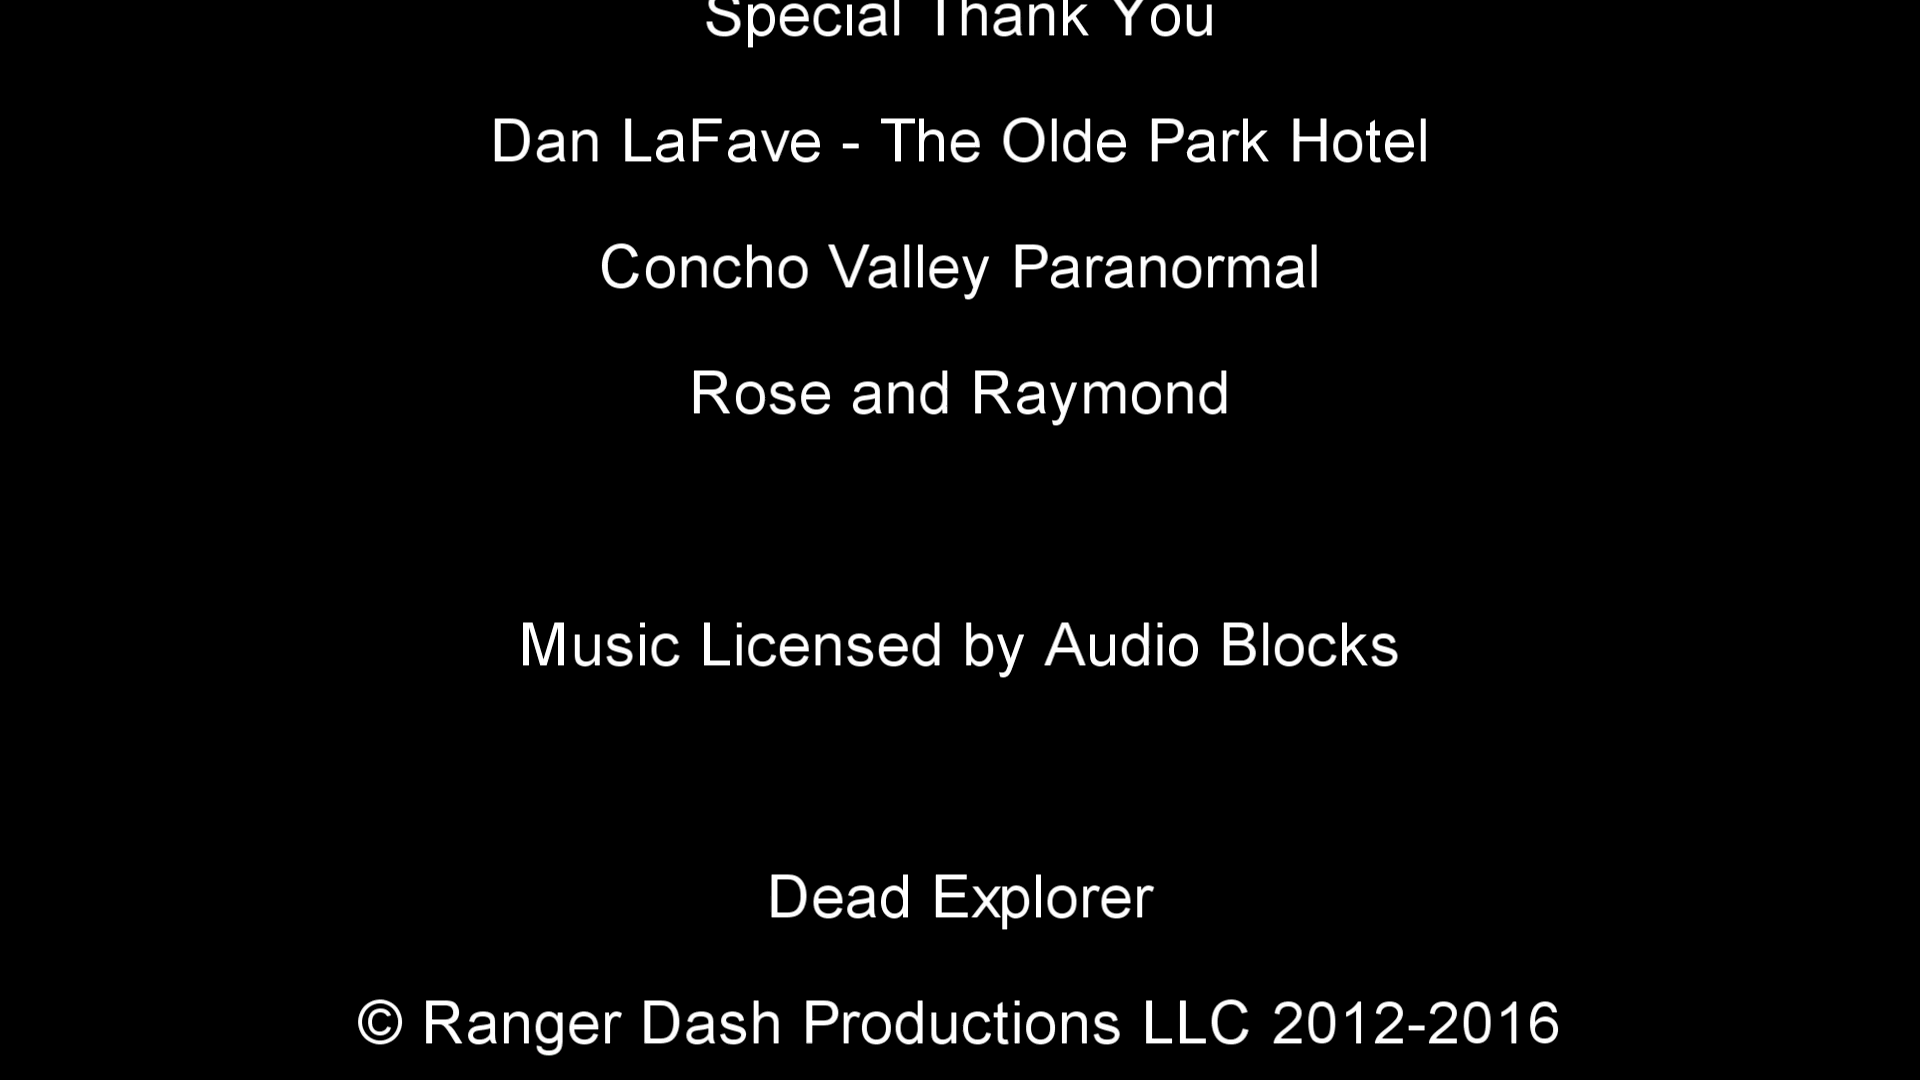 Special Thank You
Dan LaFave - The Olde Park Hotel
Concho Valley Paranormal
Rose and Raymond
Music Licensed by Audio Blocks
Dead Explorer
© Ranger Dash Productions LLC 2012-2016